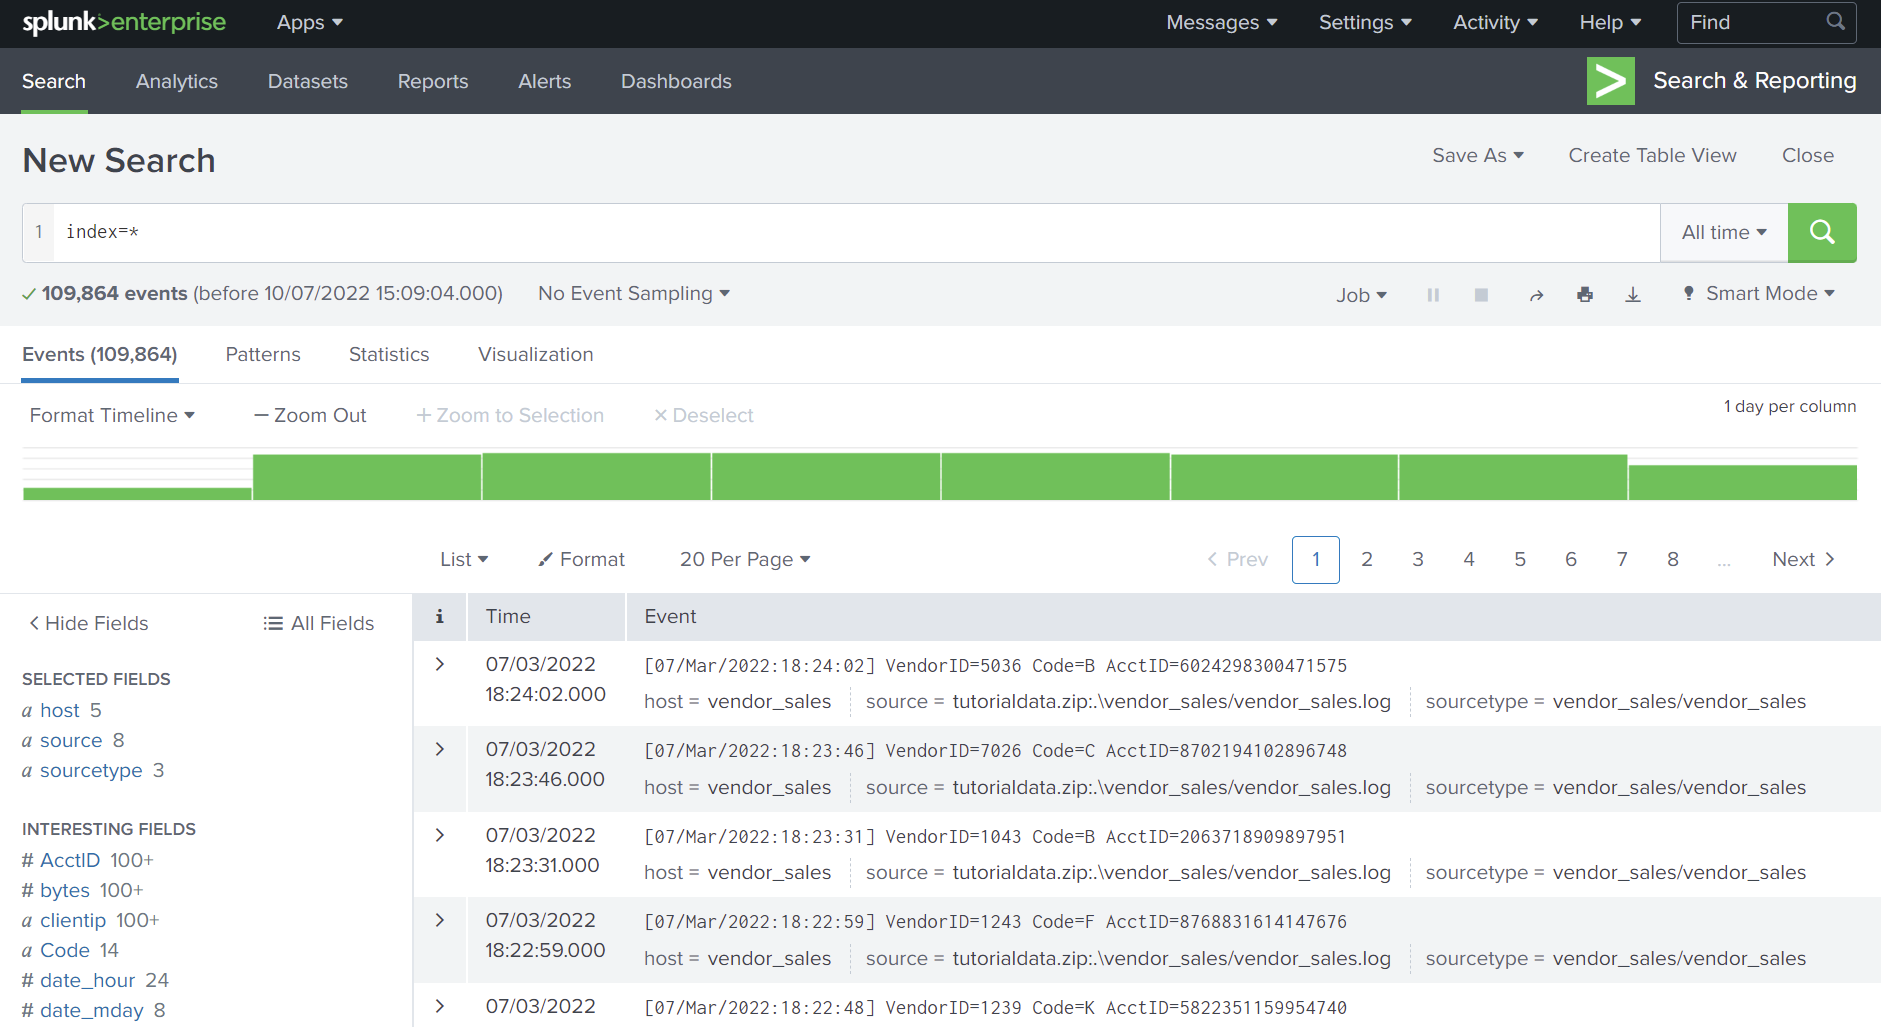 splunk>enterprise Apps Messages Settings Activity Help Find
Search Analytics Datasets Reports Alerts Dashboards Search & Reporting
New Search Save As Create Table View Close
1 index=* All time
109,864 events (before 10/07/2022 15:09:04.000) No Event Sampling Job Smart Mode
Events (109,864) Patterns Statistics Visualization
Format Timeline — Zoom Out + Zoom to Selection × Deselect 1 day per column
List Format 20 Per Page < Prev 1 2 3 4 5 6 7 8 ... Next >
< Hide Fields All Fields
SELECTED FIELDS
a host 5
a source 8
a sourcetype 3
INTERESTING FIELDS
# AcctID 100+
# bytes 100+
a clientip 100+
a Code 14
# date_hour 24
# date_mday 8
i Time Event
> 07/03/2022 [07/Mar/2022:18:24:02] VendorID=5036 Code=B AcctID=6024298300471575
18:24:02.000 host = vendor_sales source = tutorialdata.zip:.\vendor_sales/vendor_sales.log sourcetype = vendor_sales/vendor_sales
> 07/03/2022 [07/Mar/2022:18:23:46] VendorID=7026 Code=C AcctID=8702194102896748
18:23:46.000 host = vendor_sales source = tutorialdata.zip:.\vendor_sales/vendor_sales.log sourcetype = vendor_sales/vendor_sales
> 07/03/2022 [07/Mar/2022:18:23:31] VendorID=1043 Code=B AcctID=2063718909897951
18:23:31.000 host = vendor_sales source = tutorialdata.zip:.\vendor_sales/vendor_sales.log sourcetype = vendor_sales/vendor_sales
> 07/03/2022 [07/Mar/2022:18:22:59] VendorID=1243 Code=F AcctID=8768831614147676
18:22:59.000 host = vendor_sales source = tutorialdata.zip:.\vendor_sales/vendor_sales.log sourcetype = vendor_sales/vendor_sales
> 07/03/2022 [07/Mar/2022:18:22:48] VendorID=1239 Code=K AcctID=5822351159954740